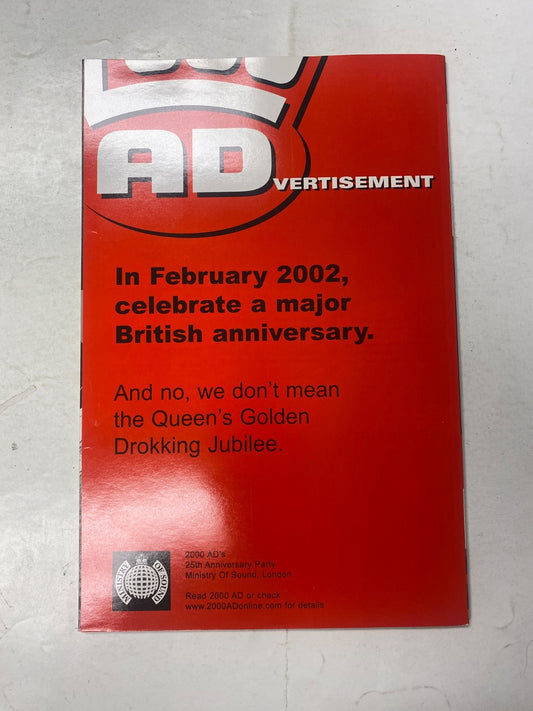 ADVERTISEMENT
In February 2002,
celebrate a major
British anniversary.
And no, we don't mean
the Queen's Golden
Drokking Jubilee.
MINISTRY OF SOUND
2000 AD's
25th Anniversary Party
Ministry Of Sound, London
Read 2000 AD or check
www.2000ADonline.com for details